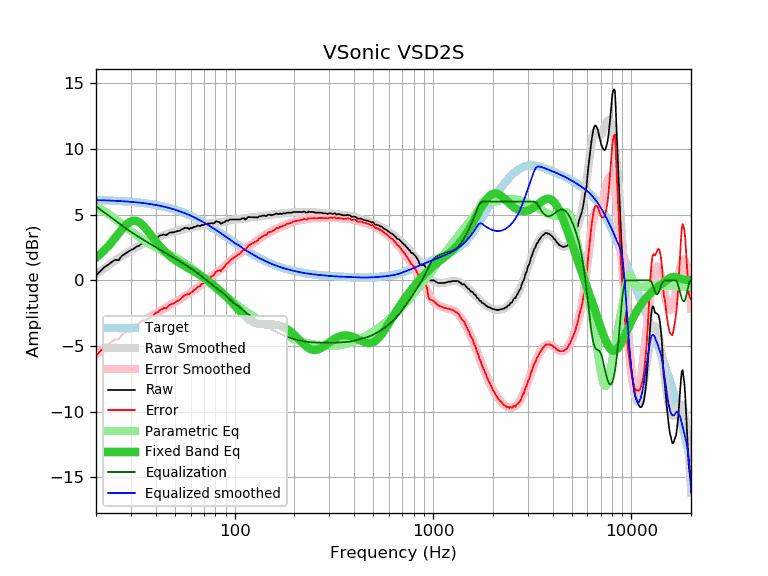 VSonic VSD2S
Amplitude (dBr)
15
10
5
0
−5
−10
−15
Target
Raw Smoothed
Error Smoothed
Raw
Error
Parametric Eq
Fixed Band Eq
Equalization
Equalized smoothed
100
1000
10000
Frequency (Hz)